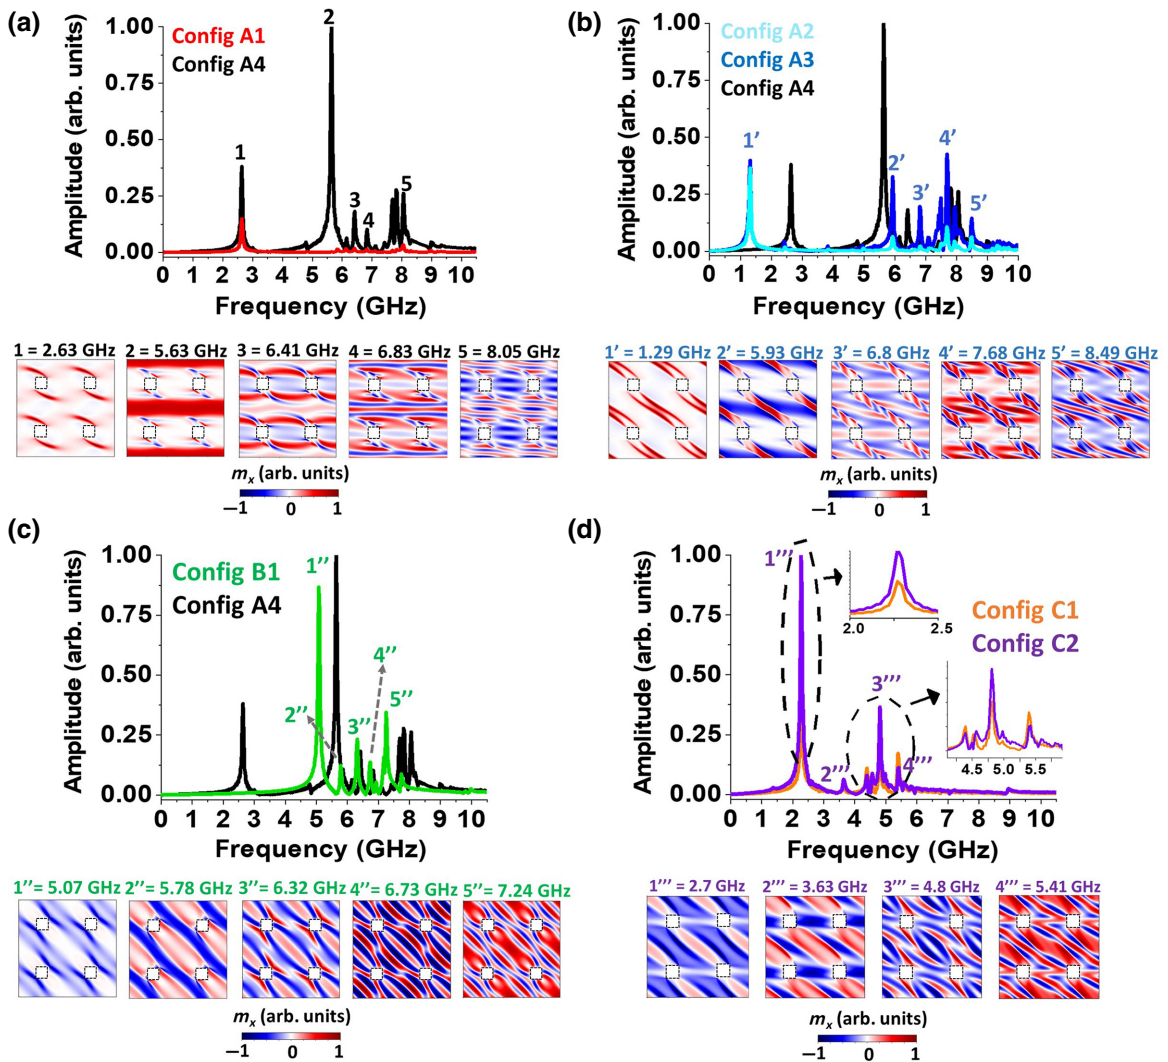 (a)
Amplitude (arb. units)
1.00
0.75
0.50
0.25
0.00
Config A1
Config A4
1
2
3
4
5
0 1 2 3 4 5 6 7 8 9 10
Frequency (GHz)
1 = 2.63 GHz 2 = 5.63 GHz 3 = 6.41 GHz 4 = 6.83 GHz 5 = 8.05 GHz
mx (arb. units)
−1 0 1
(b)
Amplitude (arb. units)
1.00
0.75
0.50
0.25
0.00
Config A2
Config A3
Config A4
1’
2’
3’
4’
5’
0 1 2 3 4 5 6 7 8 9 10
Frequency (GHz)
1’ = 1.29 GHz 2’ = 5.93 GHz 3’ = 6.8 GHz 4’ = 7.68 GHz 5’ = 8.49 GHz
mx (arb. units)
−1 0 1
(c)
Amplitude (arb. units)
1.00
0.75
0.50
0.25
0.00
Config B1
Config A4
1’’
2’’
3’’
4’’
5’’
0 1 2 3 4 5 6 7 8 9 10
Frequency (GHz)
1’’= 5.07 GHz 2’’= 5.78 GHz 3’’= 6.32 GHz 4’’= 6.73 GHz 5’’= 7.24 GHz
mx (arb. units)
−1 0 1
(d)
Amplitude (arb. units)
1.00
0.75
0.50
0.25
0.00
1’’’
2’’’
3’’’
4’’’
2.0 2.5
Config C1
Config C2
4.5 5.0 5.5
0 1 2 3 4 5 6 7 8 9 10
Frequency (GHz)
1’’’ = 2.7 GHz 2’’’ = 3.63 GHz 3’’’ = 4.8 GHz 4’’’ = 5.41 GHz
mx (arb. units)
−1 0 1